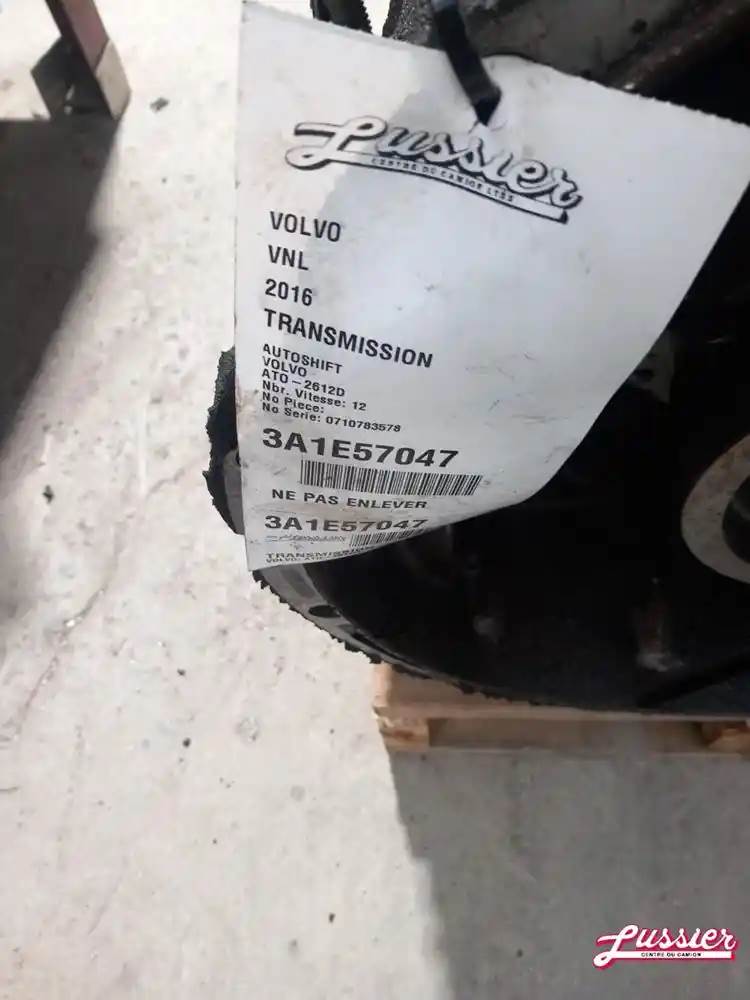 Lussier
CENTRE DU CAMION LTÉE
VOLVO
VNL
2016
TRANSMISSION
AUTOSHIFT
VOLVO
ATO-2612D
Nbr. Vitesse: 12
No Piece:
No Serie: 0710783578
3A1E57047
NE PAS ENLEVER
3A1E57047
TRANSMISSION
Lussier
CENTRE DU CAMION